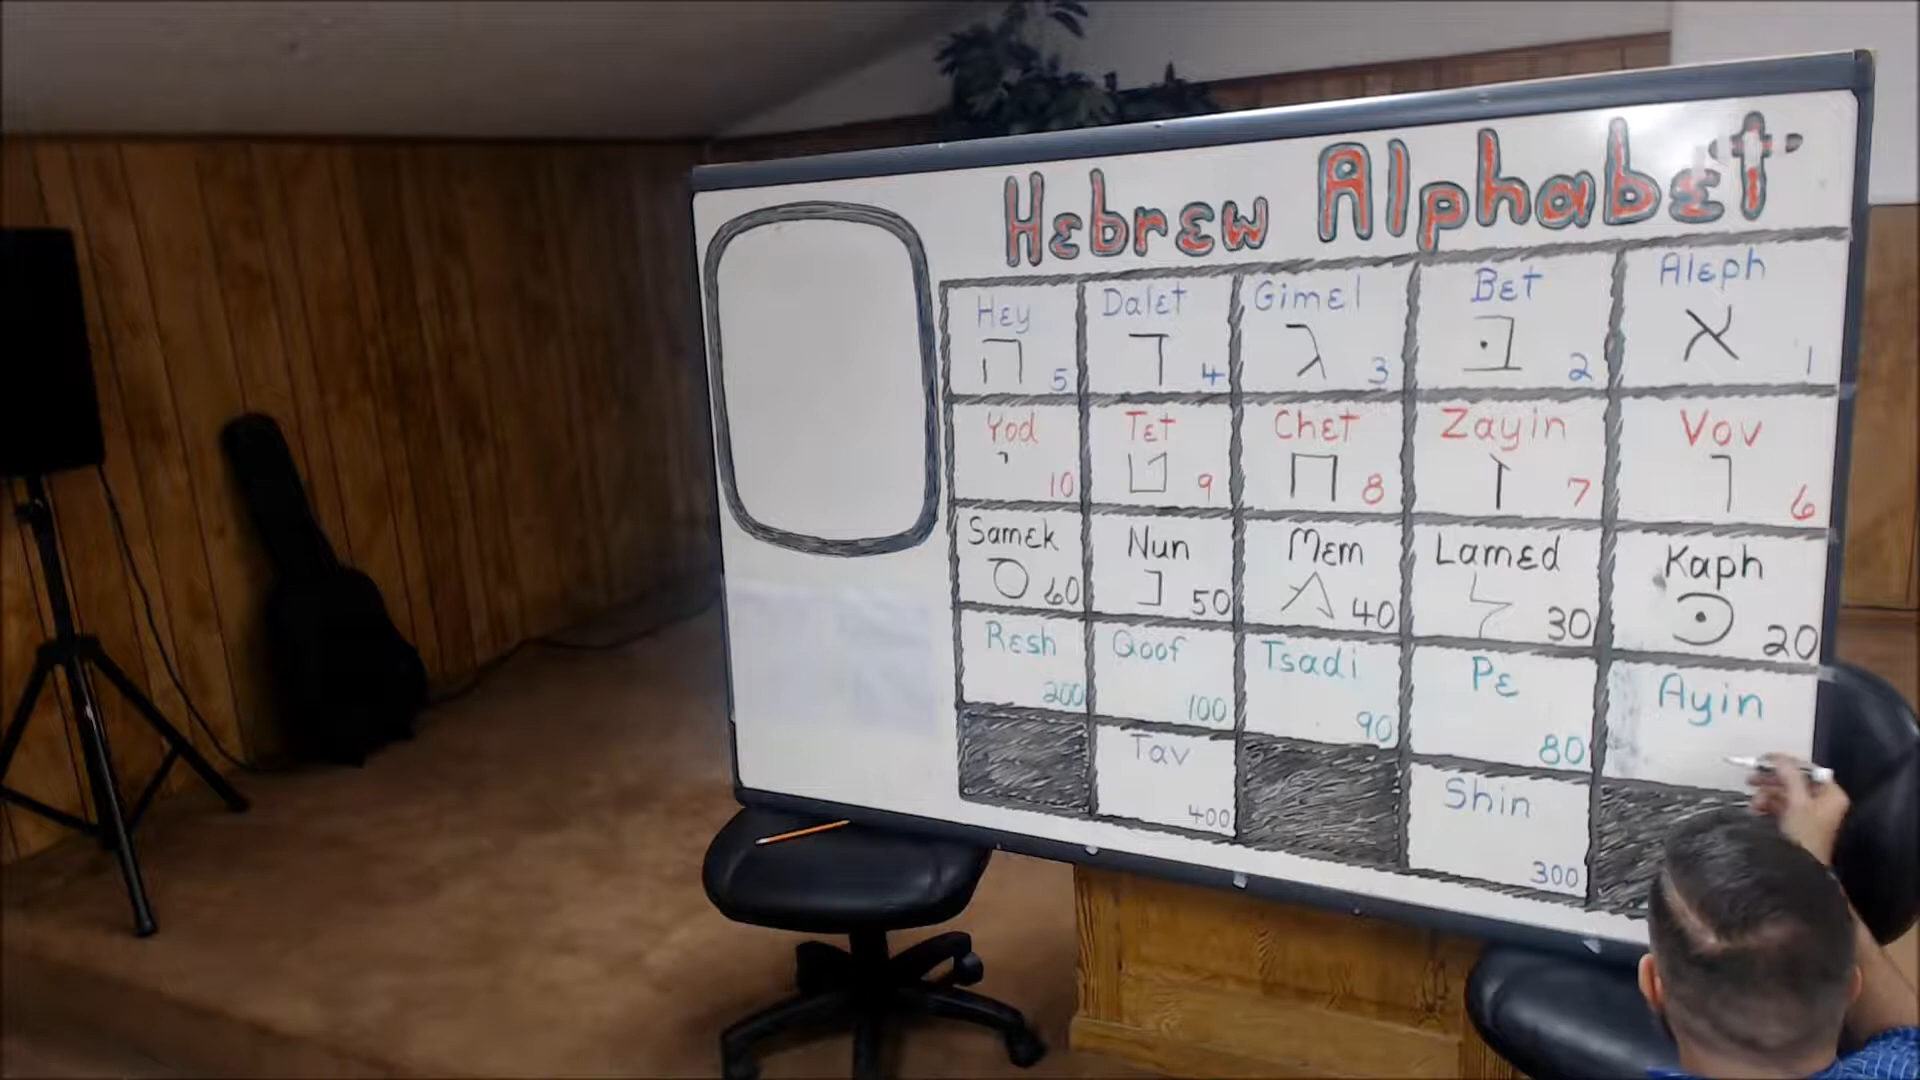 Hebrew Alphabet
Hey Dalet Gimel Bet Aleph
ה 5 ד 4 ג 3 בּ 2 א 1
Yod Tet Chet Zayin Vov
י 10 ט 9 ח 8 ז 7 ו 6
Samek Nun Mem Lamed Kaph
ס 60 נ 50 מ 40 ל 30 כּ 20
Resh Qoof Tsadi Pe Ayin
200 100 90 80
Tav Shin
400 300